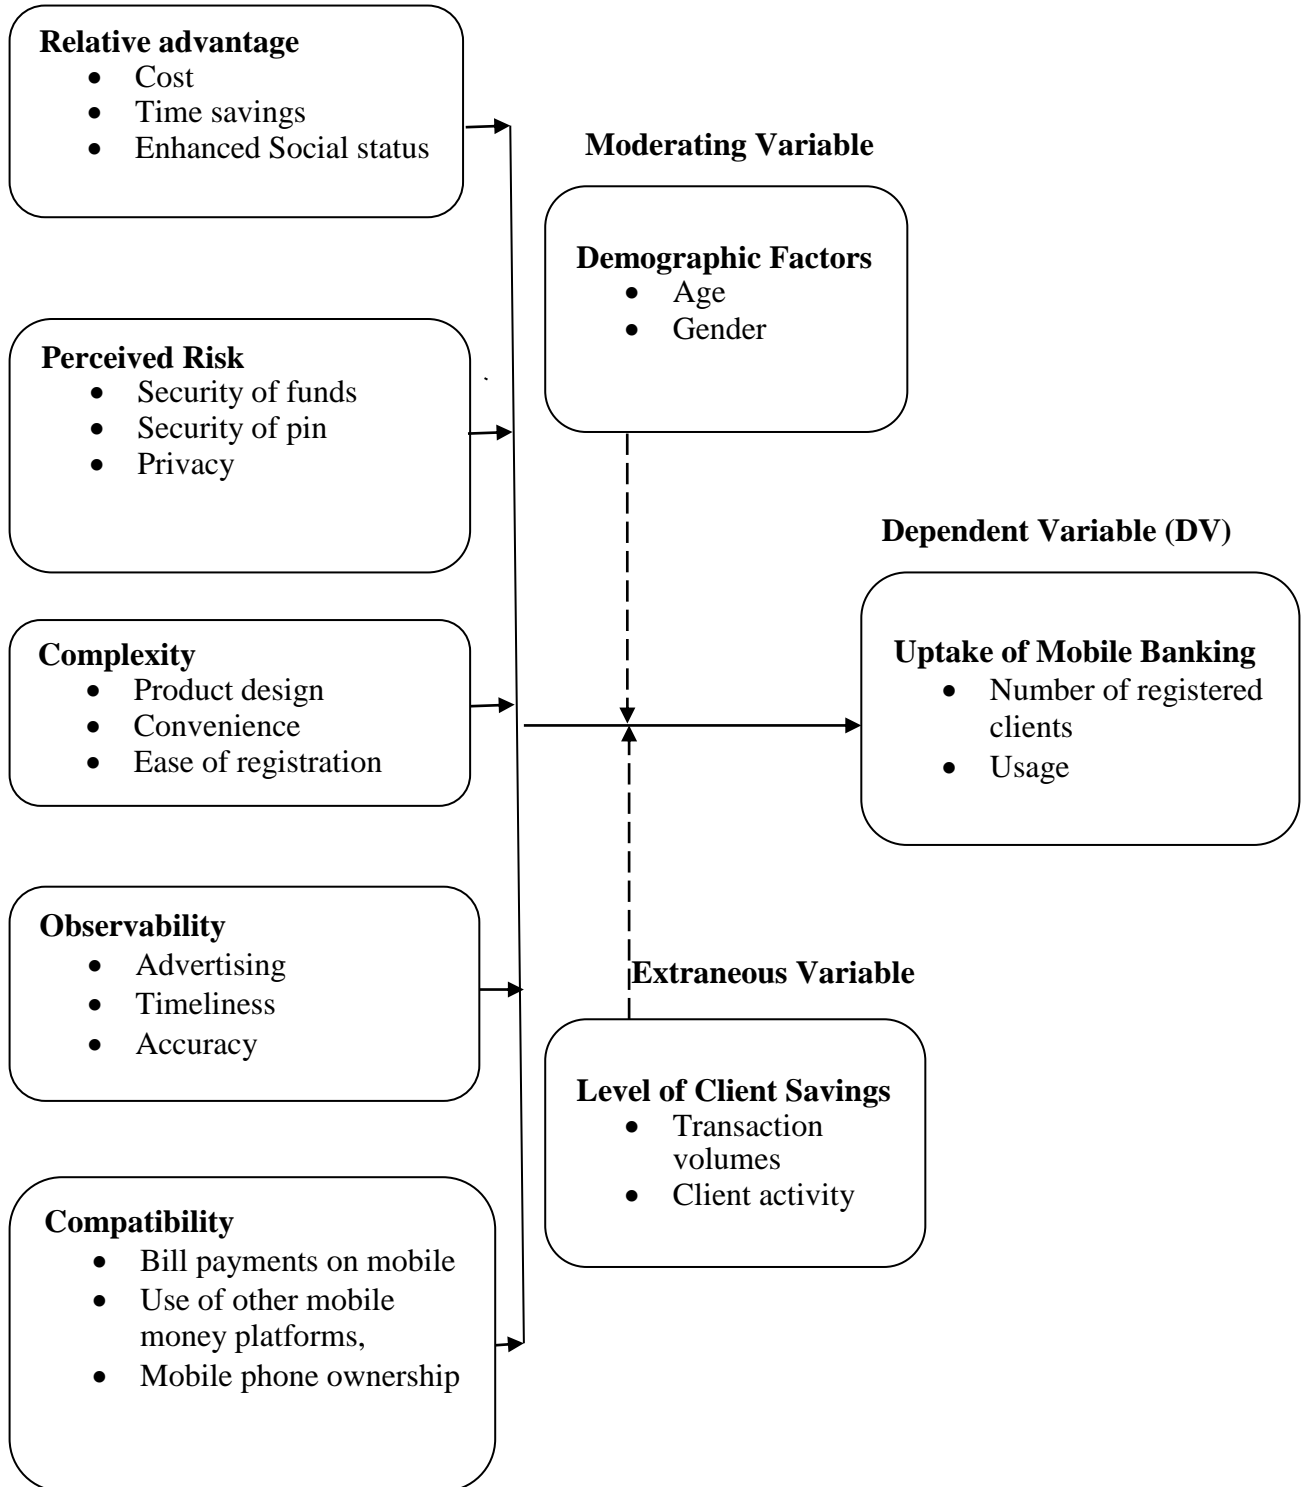 Relative advantage
• Cost
• Time savings
• Enhanced Social status
Perceived Risk
• Security of funds
• Security of pin
• Privacy
Complexity
• Product design
• Convenience
• Ease of registration
Observability
• Advertising
• Timeliness
• Accuracy
Compatibility
• Bill payments on mobile
• Use of other mobile
money platforms,
• Mobile phone ownership
Moderating Variable
Demographic Factors
• Age
• Gender
Extraneous Variable
Level of Client Savings
• Transaction
volumes
• Client activity
Dependent Variable (DV)
Uptake of Mobile Banking
• Number of registered
clients
• Usage